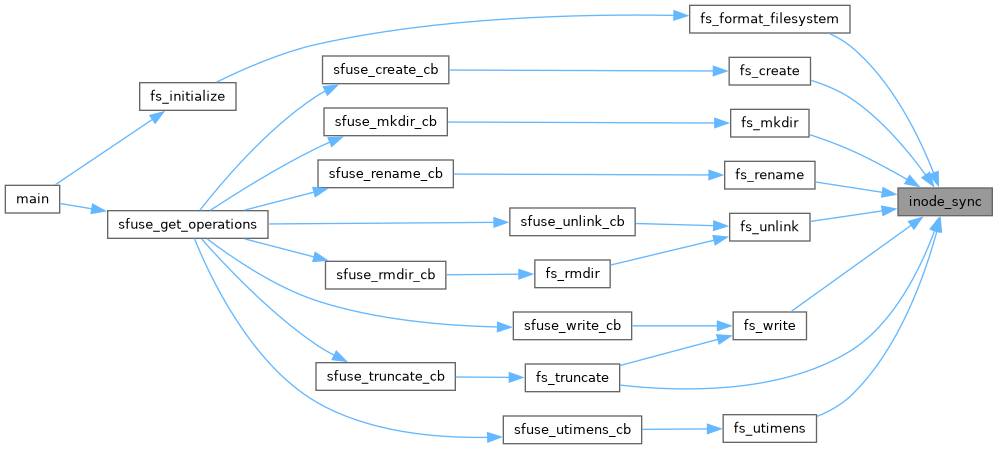 fs_format_filesystem
sfuse_create_cb
fs_create
fs_initialize
sfuse_mkdir_cb
fs_mkdir
sfuse_rename_cb
fs_rename
main
inode_sync
sfuse_get_operations
sfuse_unlink_cb
fs_unlink
sfuse_rmdir_cb
fs_rmdir
sfuse_write_cb
fs_write
sfuse_truncate_cb
fs_truncate
sfuse_utimens_cb
fs_utimens